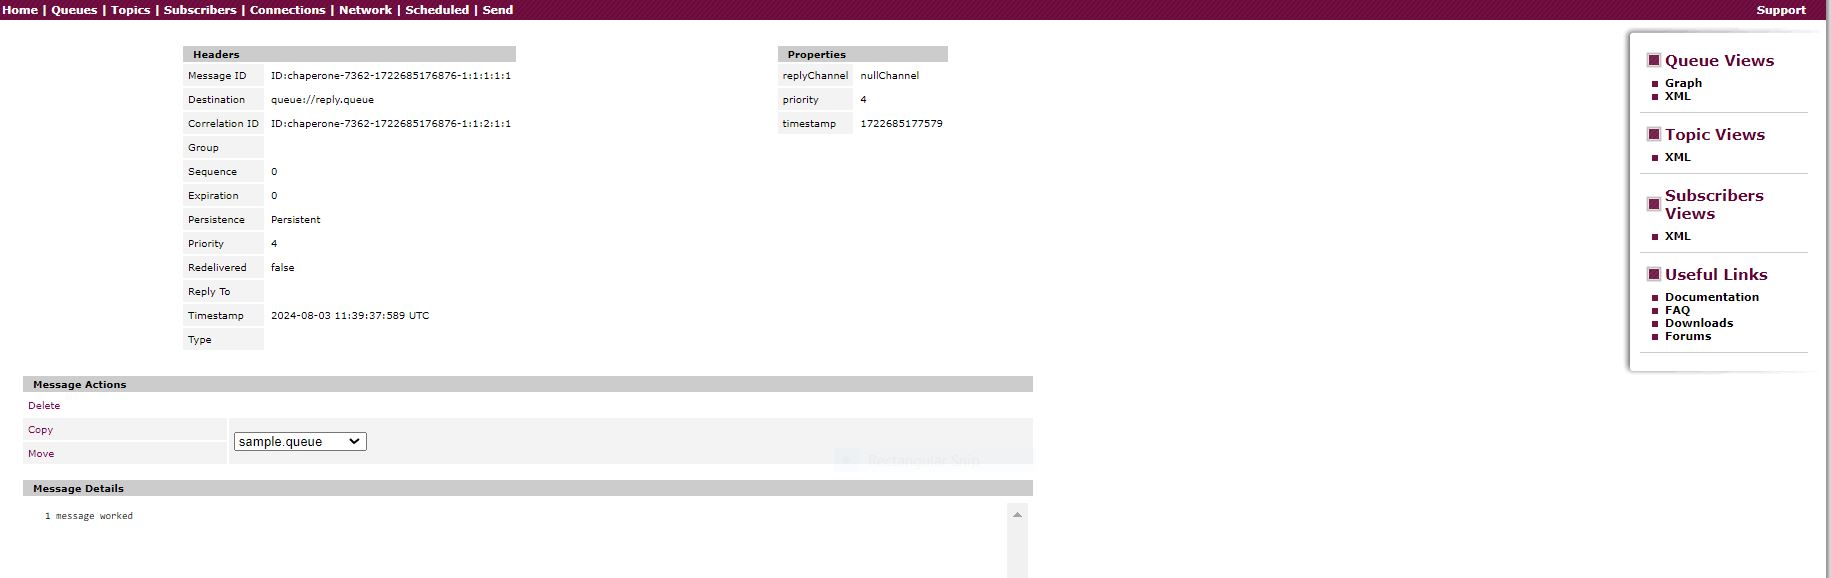 Home | Queues | Topics | Subscribers | Connections | Network | Scheduled | Send
Support
Headers
Message ID ID:chaperone-7362-1722685176876-1:1:1:1:1
Destination queue://reply.queue
Correlation ID ID:chaperone-7362-1722685176876-1:1:2:1:1
Group
Sequence 0
Expiration 0
Persistence Persistent
Priority 4
Redelivered false
Reply To
Timestamp 2024-08-03 11:39:37:589 UTC
Type
Properties
replyChannel nullChannel
priority 4
timestamp 1722685177579
Message Actions
Delete
Copy
Move
sample.queue
Rectangular Snip
Message Details
1 message worked
Queue Views
Graph
XML
Topic Views
XML
Subscribers
Views
XML
Useful Links
Documentation
FAQ
Downloads
Forums